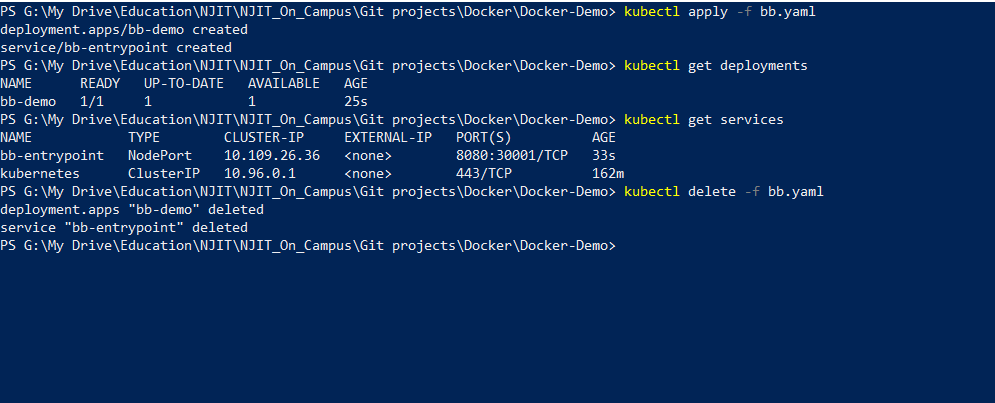 PS G:\My Drive\Education\NJIT\NJIT_On_Campus\Git projects\Docker\Docker-Demo> kubectl apply -f bb.yaml
deployment.apps/bb-demo created
service/bb-entrypoint created
PS G:\My Drive\Education\NJIT\NJIT_On_Campus\Git projects\Docker\Docker-Demo> kubectl get deployments
NAME      READY   UP-TO-DATE   AVAILABLE   AGE
bb-demo   1/1     1            1           25s
PS G:\My Drive\Education\NJIT\NJIT_On_Campus\Git projects\Docker\Docker-Demo> kubectl get services
NAME            TYPE        CLUSTER-IP     EXTERNAL-IP   PORT(S)          AGE
bb-entrypoint   NodePort    10.109.26.36   <none>        8080:30001/TCP   33s
kubernetes      ClusterIP   10.96.0.1      <none>        443/TCP          162m
PS G:\My Drive\Education\NJIT\NJIT_On_Campus\Git projects\Docker\Docker-Demo> kubectl delete -f bb.yaml
deployment.apps "bb-demo" deleted
service "bb-entrypoint" deleted
PS G:\My Drive\Education\NJIT\NJIT_On_Campus\Git projects\Docker\Docker-Demo>